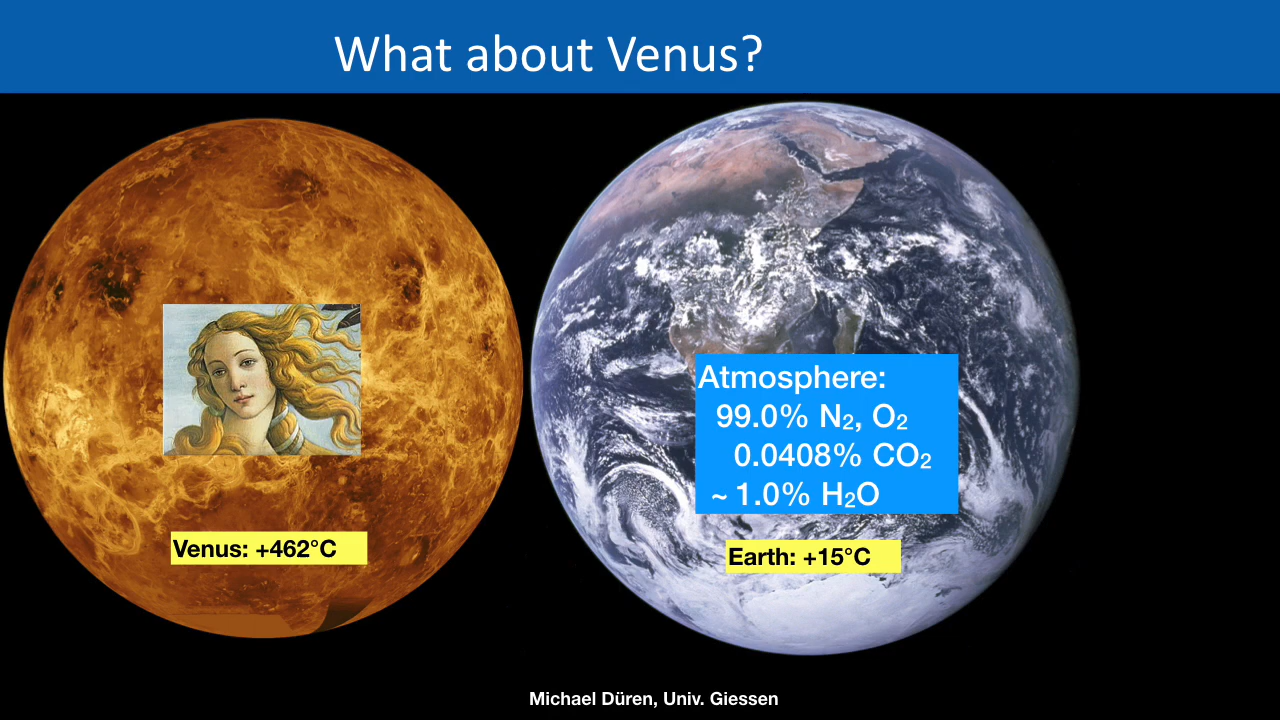 What about Venus?
Atmosphere:
99.0% N₂, O₂
0.0408% CO₂
~ 1.0% H₂O
Venus: +462°C
Earth: +15°C
Michael Düren, Univ. Giessen